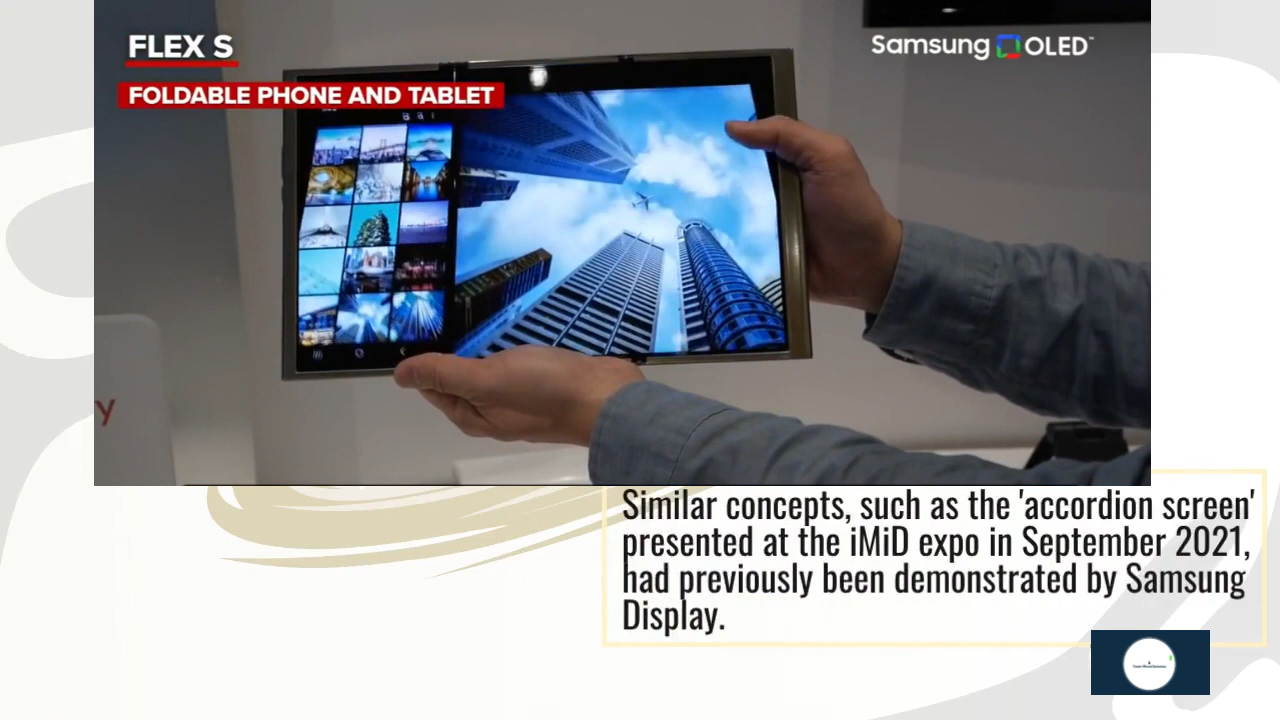 FLEX S
Samsung OLED™
FOLDABLE PHONE AND TABLET
y
Similar concepts, such as the 'accordion screen'
presented at the iMiD expo in September 2021,
had previously been demonstrated by Samsung
Display.